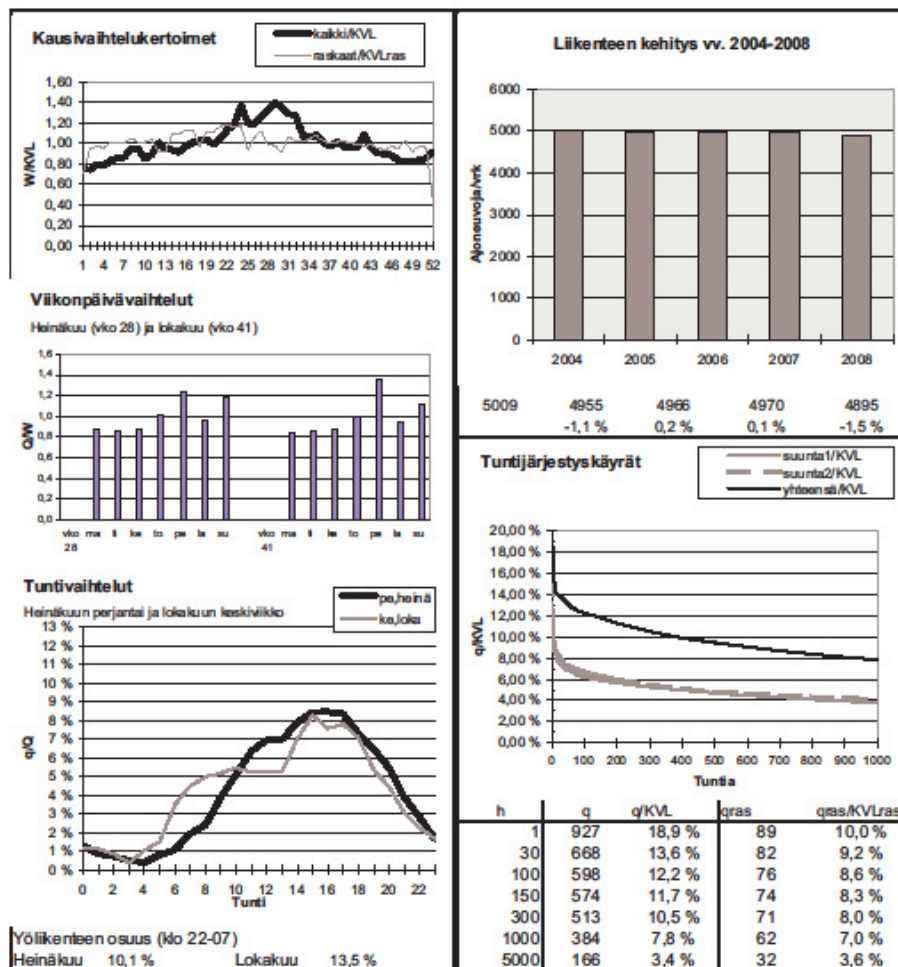 Kausivaihtelukertoimet
kaikki/KVL
raskaat/KVLras
W/KVL
1,60
1,40
1,20
1,00
0,80
0,60
0,40
0,20
0,00
1 4 7 10 13 16 19 22 25 28 31 34 37 40 43 46 49 52
Viikonpäivävaihtelut
Heinäkuu (vko 28) ja lokakuu (vko 41)
Q/W
1,6
1,4
1,2
1,0
0,8
0,6
0,4
0,2
0,0
vko ma ti ke to pe la su vko ma ti ke to pe la su
28 41
Tuntivaihtelut
Heinäkuun perjantai ja lokakuun keskiviikko
pe,heinä
ke,loka
q/Q
13 %
12 %
11 %
10 %
9 %
8 %
7 %
6 %
5 %
4 %
3 %
2 %
1 %
0 %
0 2 4 6 8 10 12 14 16 18 20 22
Tunti
Yöliikenteen osuus (klo 22-07)
Heinäkuu 10,1 % Lokakuu 13,5 %
Liikenteen kehitys vv. 2004-2008
Ajoneuvoja/vrk
6000
5000
4000
3000
2000
1000
0
2004 2005 2006 2007 2008
5009 4955 4966 4970 4895
-1,1 % 0,2 % 0,1 % -1,5 %
Tuntijärjestyskäyrät
suunta1/KVL
suunta2/KVL
yhteensä/KVL
q/KVL
20,00 %
18,00 %
16,00 %
14,00 %
12,00 %
10,00 %
8,00 %
6,00 %
4,00 %
2,00 %
0,00 %
0 100 200 300 400 500 600 700 800 900 1000
Tuntia
h q q/KVL qras qras/KVLras
1 927 18,9 % 89 10,0 %
30 668 13,6 % 82 9,2 %
100 598 12,2 % 76 8,6 %
150 574 11,7 % 74 8,3 %
300 513 10,5 % 71 8,0 %
1000 384 7,8 % 62 7,0 %
5000 166 3,4 % 32 3,6 %